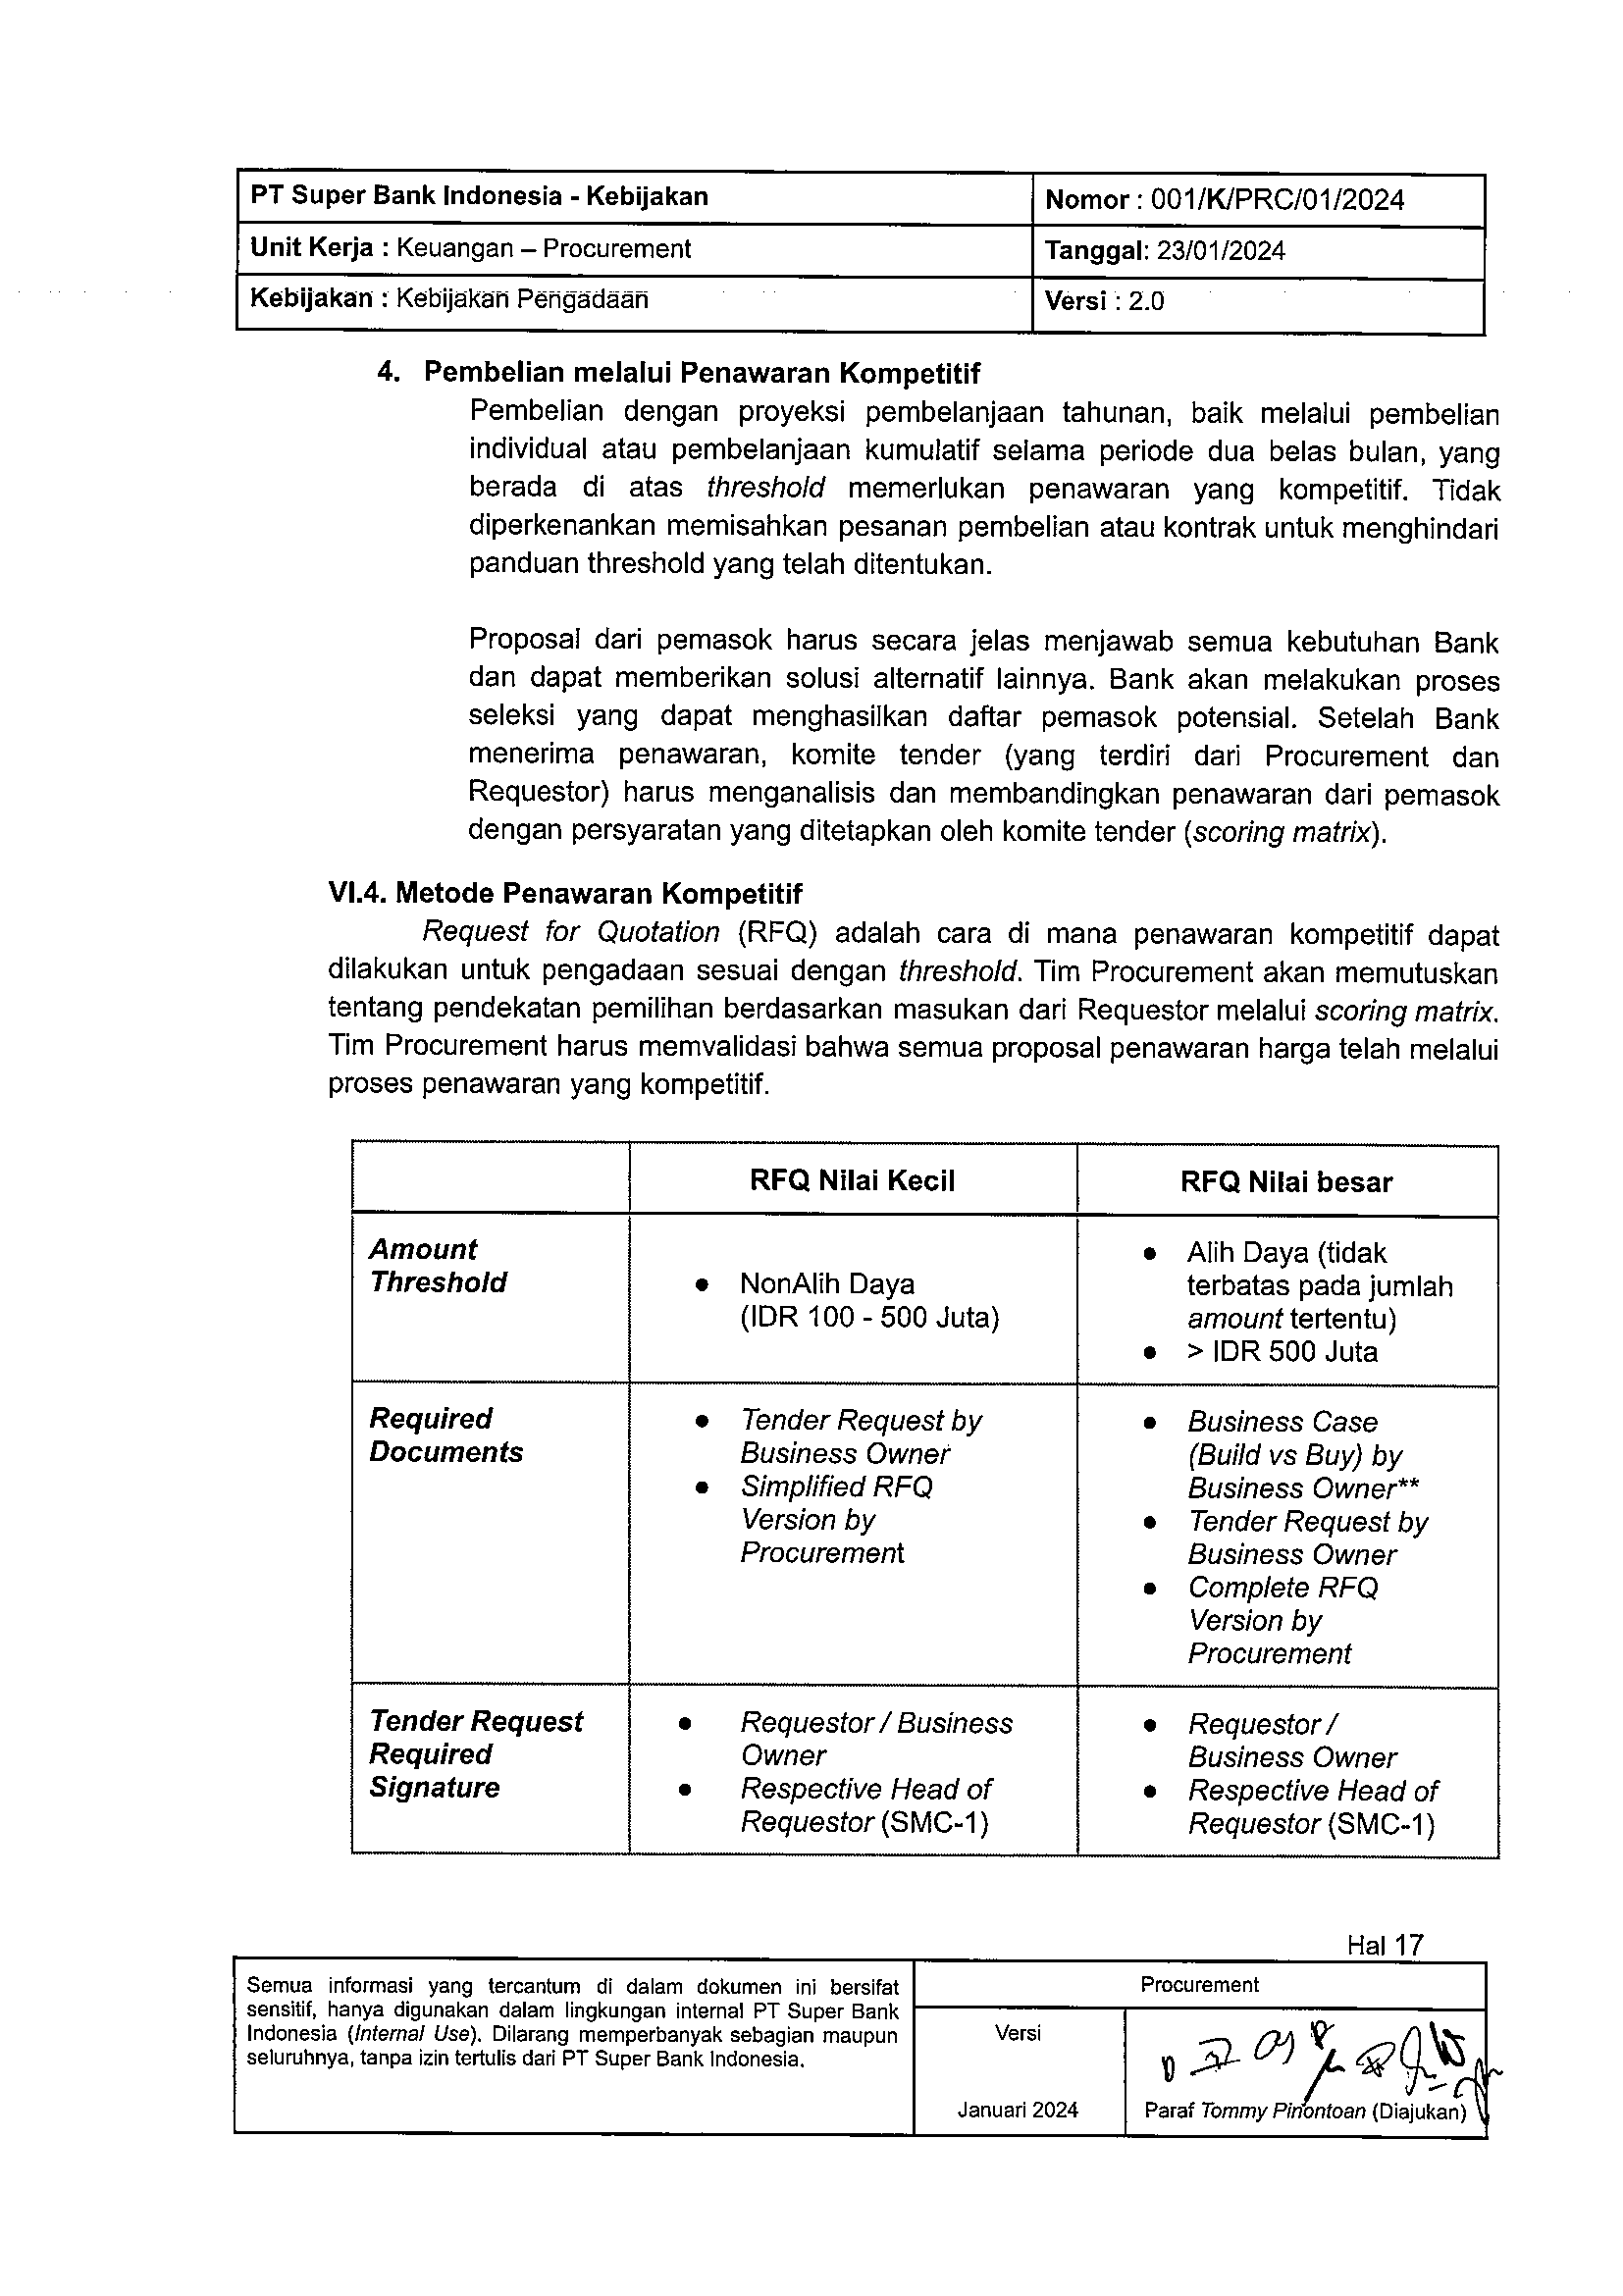 PT Super Bank Indonesia - Kebijakan
Nomor : 001/K/PRC/01/2024
Unit Kerja : Keuangan – Procurement
Tanggal: 23/01/2024
Kebijakan : Kebijakan Pengadaan
Versi : 2.0
4. Pembelian melalui Penawaran Kompetitif
Pembelian dengan proyeksi pembelanjaan tahunan, baik melalui pembelian
individual atau pembelanjaan kumulatif selama periode dua belas bulan, yang
berada di atas threshold memerlukan penawaran yang kompetitif. Tidak
diperkenankan memisahkan pesanan pembelian atau kontrak untuk menghindari
panduan threshold yang telah ditentukan.
Proposal dari pemasok harus secara jelas menjawab semua kebutuhan Bank
dan dapat memberikan solusi alternatif lainnya. Bank akan melakukan proses
seleksi yang dapat menghasilkan daftar pemasok potensial. Setelah Bank
menerima penawaran, komite tender (yang terdiri dari Procurement dan
Requestor) harus menganalisis dan membandingkan penawaran dari pemasok
dengan persyaratan yang ditetapkan oleh komite tender (scoring matrix).
VI.4. Metode Penawaran Kompetitif
Request for Quotation (RFQ) adalah cara di mana penawaran kompetitif dapat
dilakukan untuk pengadaan sesuai dengan threshold. Tim Procurement akan memutuskan
tentang pendekatan pemilihan berdasarkan masukan dari Requestor melalui scoring matrix.
Tim Procurement harus memvalidasi bahwa semua proposal penawaran harga telah melalui
proses penawaran yang kompetitif.
RFQ Nilai Kecil
RFQ Nilai besar
Amount
Threshold
• NonAlih Daya
(IDR 100 - 500 Juta)
• Alih Daya (tidak
terbatas pada jumlah
amount tertentu)
• > IDR 500 Juta
Required
Documents
• Tender Request by
Business Owner
• Simplified RFQ
Version by
Procurement
• Business Case
(Build vs Buy) by
Business Owner**
• Tender Request by
Business Owner
• Complete RFQ
Version by
Procurement
Tender Request
Required
Signature
• Requestor / Business
Owner
• Respective Head of
Requestor (SMC-1)
• Requestor /
Business Owner
• Respective Head of
Requestor (SMC-1)
Hal 17
Semua informasi yang tercantum di dalam dokumen ini bersifat
sensitif, hanya digunakan dalam lingkungan internal PT Super Bank
Indonesia (Internal Use). Dilarang memperbanyak sebagian maupun
seluruhnya, tanpa izin tertulis dari PT Super Bank Indonesia.
Procurement
Versi
Januari 2024
Paraf Tommy Pinontoan (Diajukan)